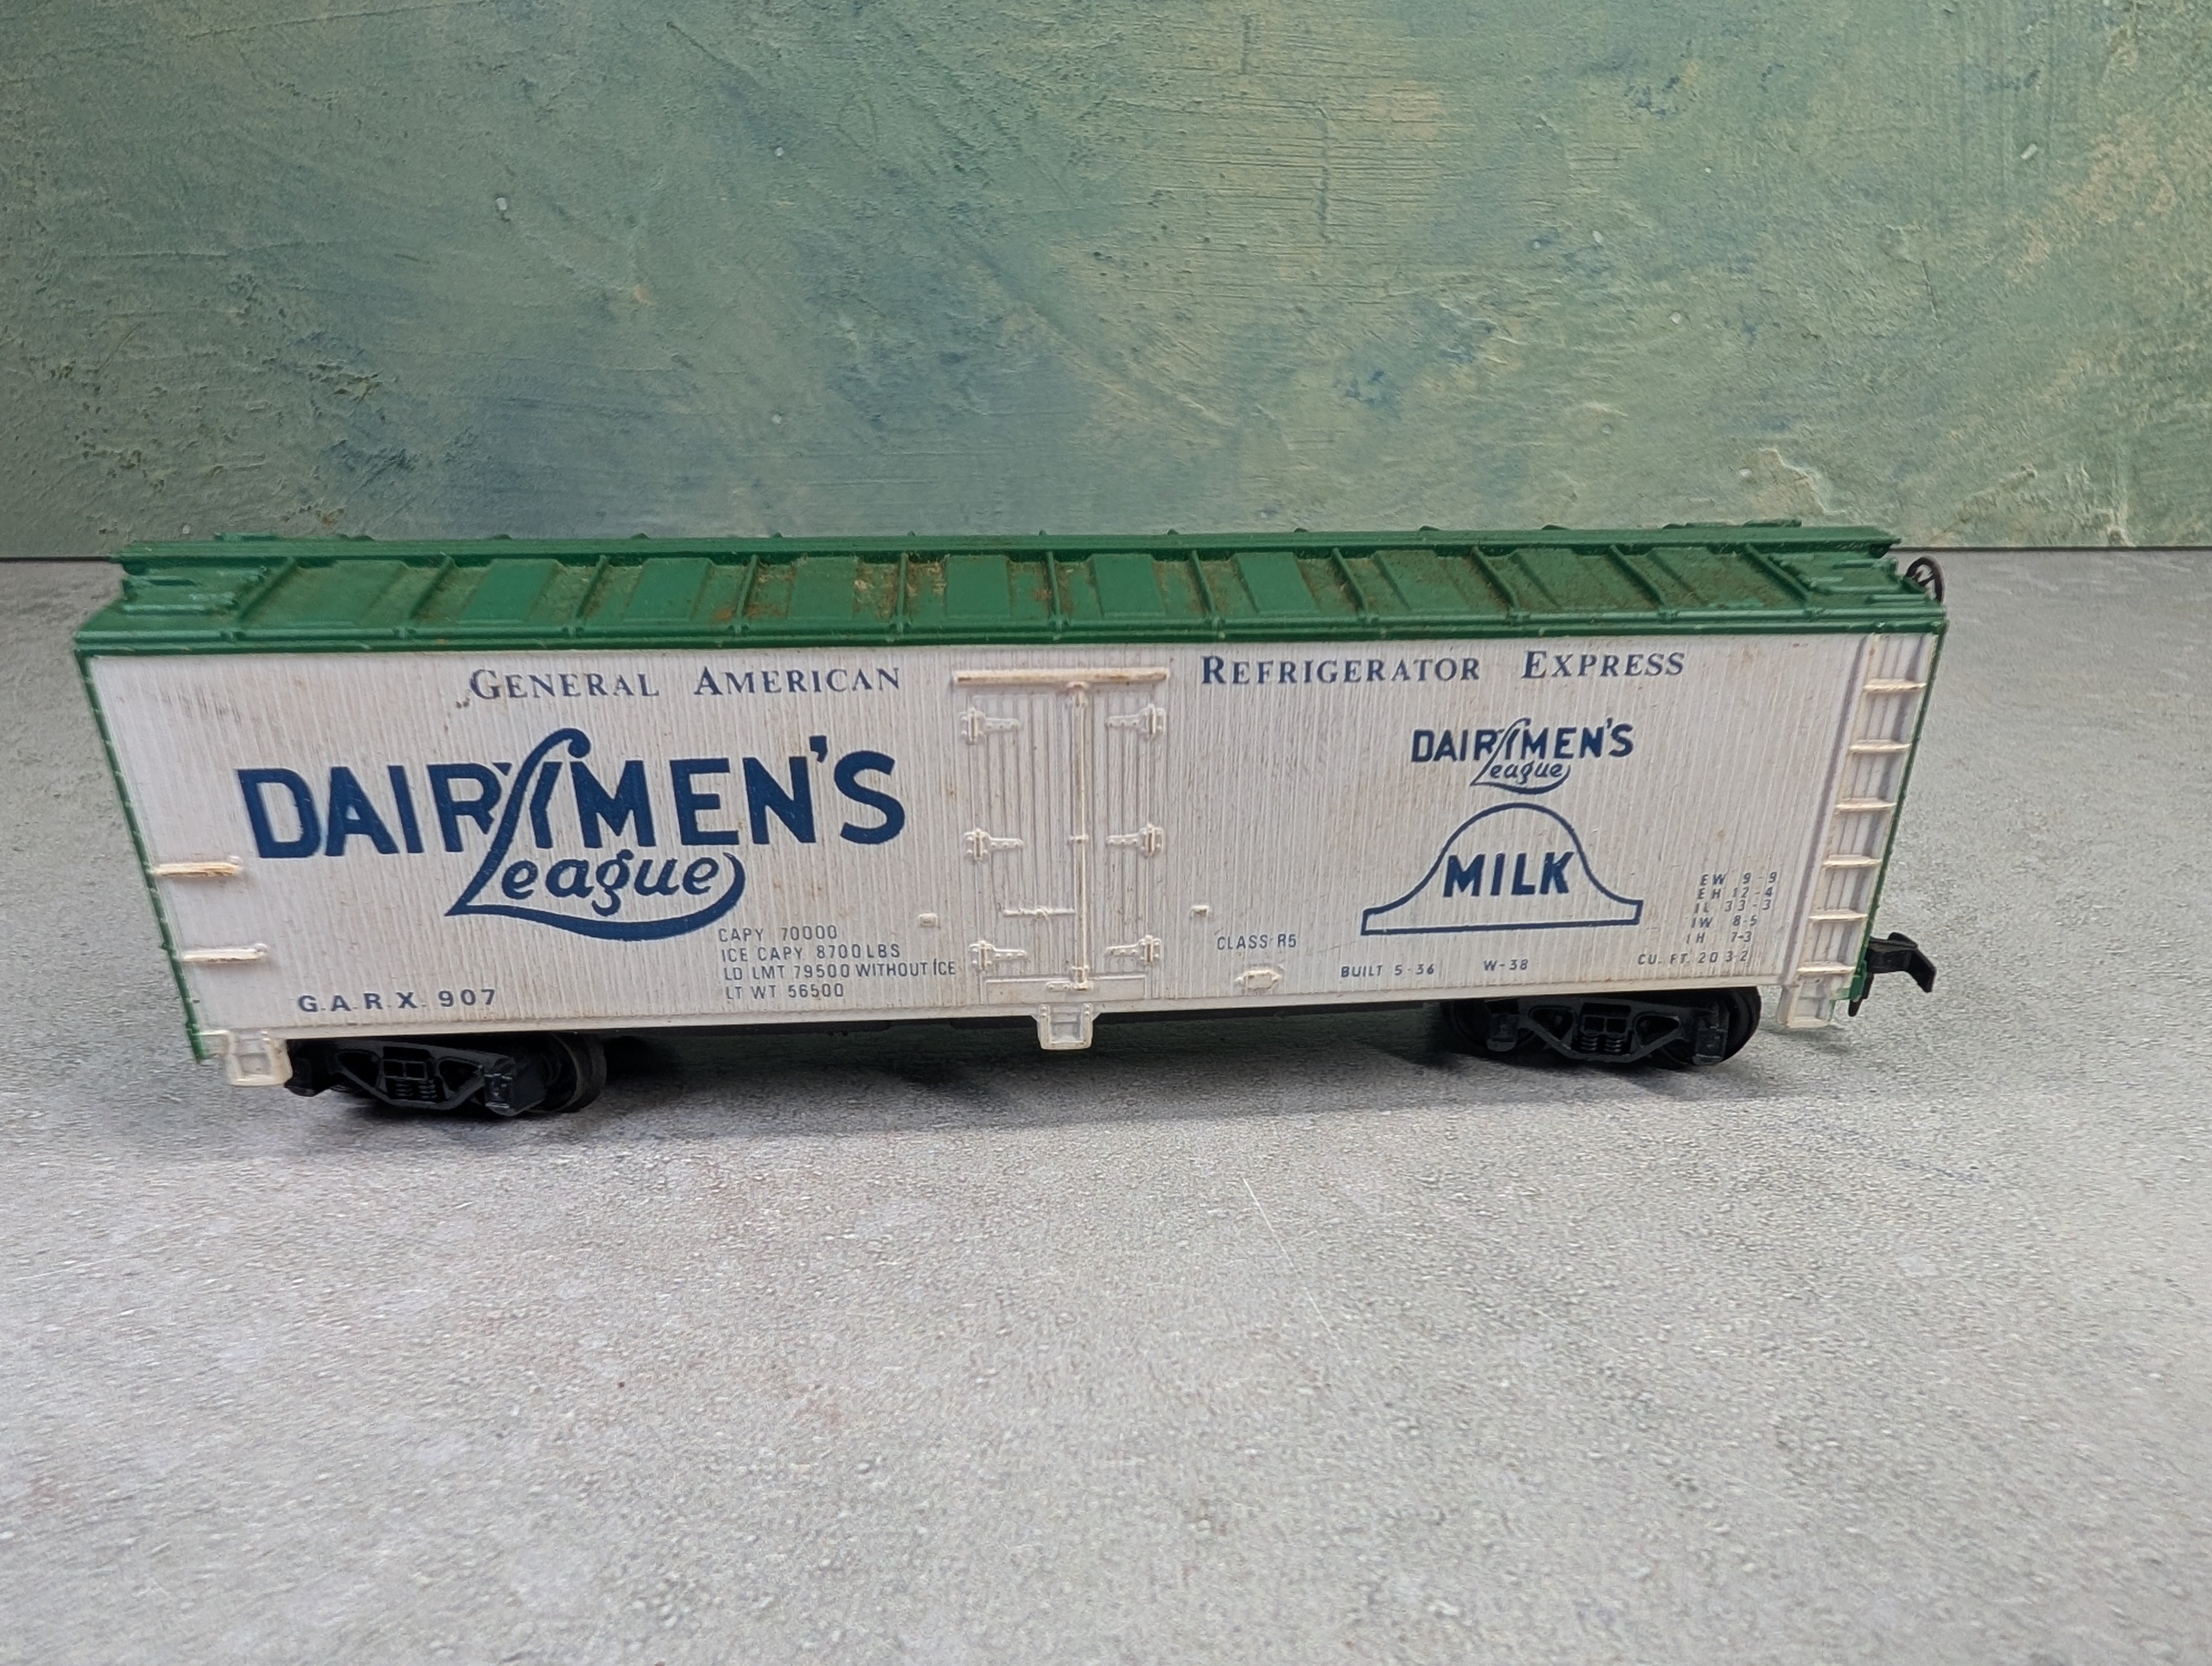 GENERAL AMERICAN
REFRIGERATOR EXPRESS
DAIRYMEN'S
League
CAPY 70000
ICE CAPY 8700 LBS
LD LMT 79500 WITHOUT ICE
LT WT 56500
G.A.R.X. 907
DAIRYMEN'S
League
MILK
CLASS R5
BUILT 5-36 W-38
EW 9-9
EH 12-4
IL 33-3
IW 8-5
IH 7-3
CU. FT. 2032